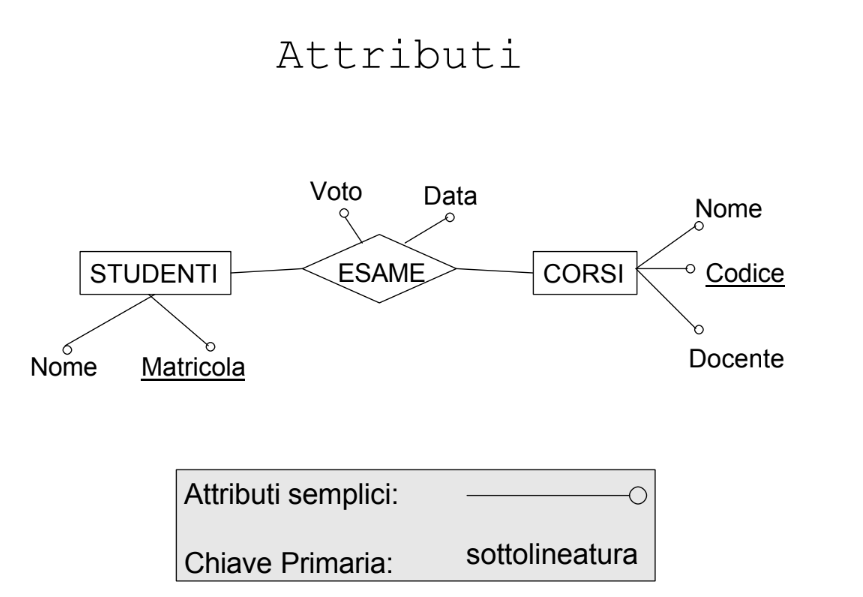 Attributi
Voto
Data
Nome
STUDENTI
ESAME
CORSI
Codice
Nome
Matricola
Docente
Attributi semplici:
Chiave Primaria:
sottolineatura